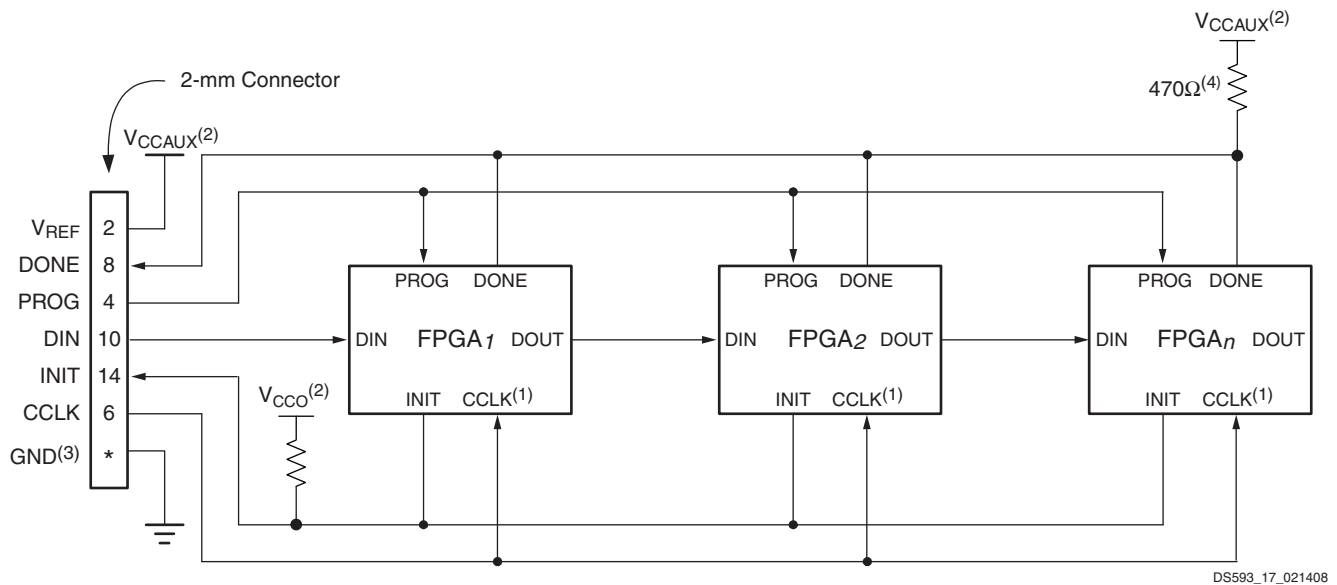 VCCAUX(2)
2-mm Connector
470Ω(4)
VCCAUX(2)
VREF 2
DONE 8
PROG 4
DIN 10
INIT 14
CCLK 6
GND(3) *
PROG DONE
DIN FPGA1 DOUT
INIT CCLK(1)
PROG DONE
DIN FPGA2 DOUT
INIT CCLK(1)
PROG DONE
DIN FPGAn DOUT
INIT CCLK(1)
VCCO(2)
DS593_17_021408